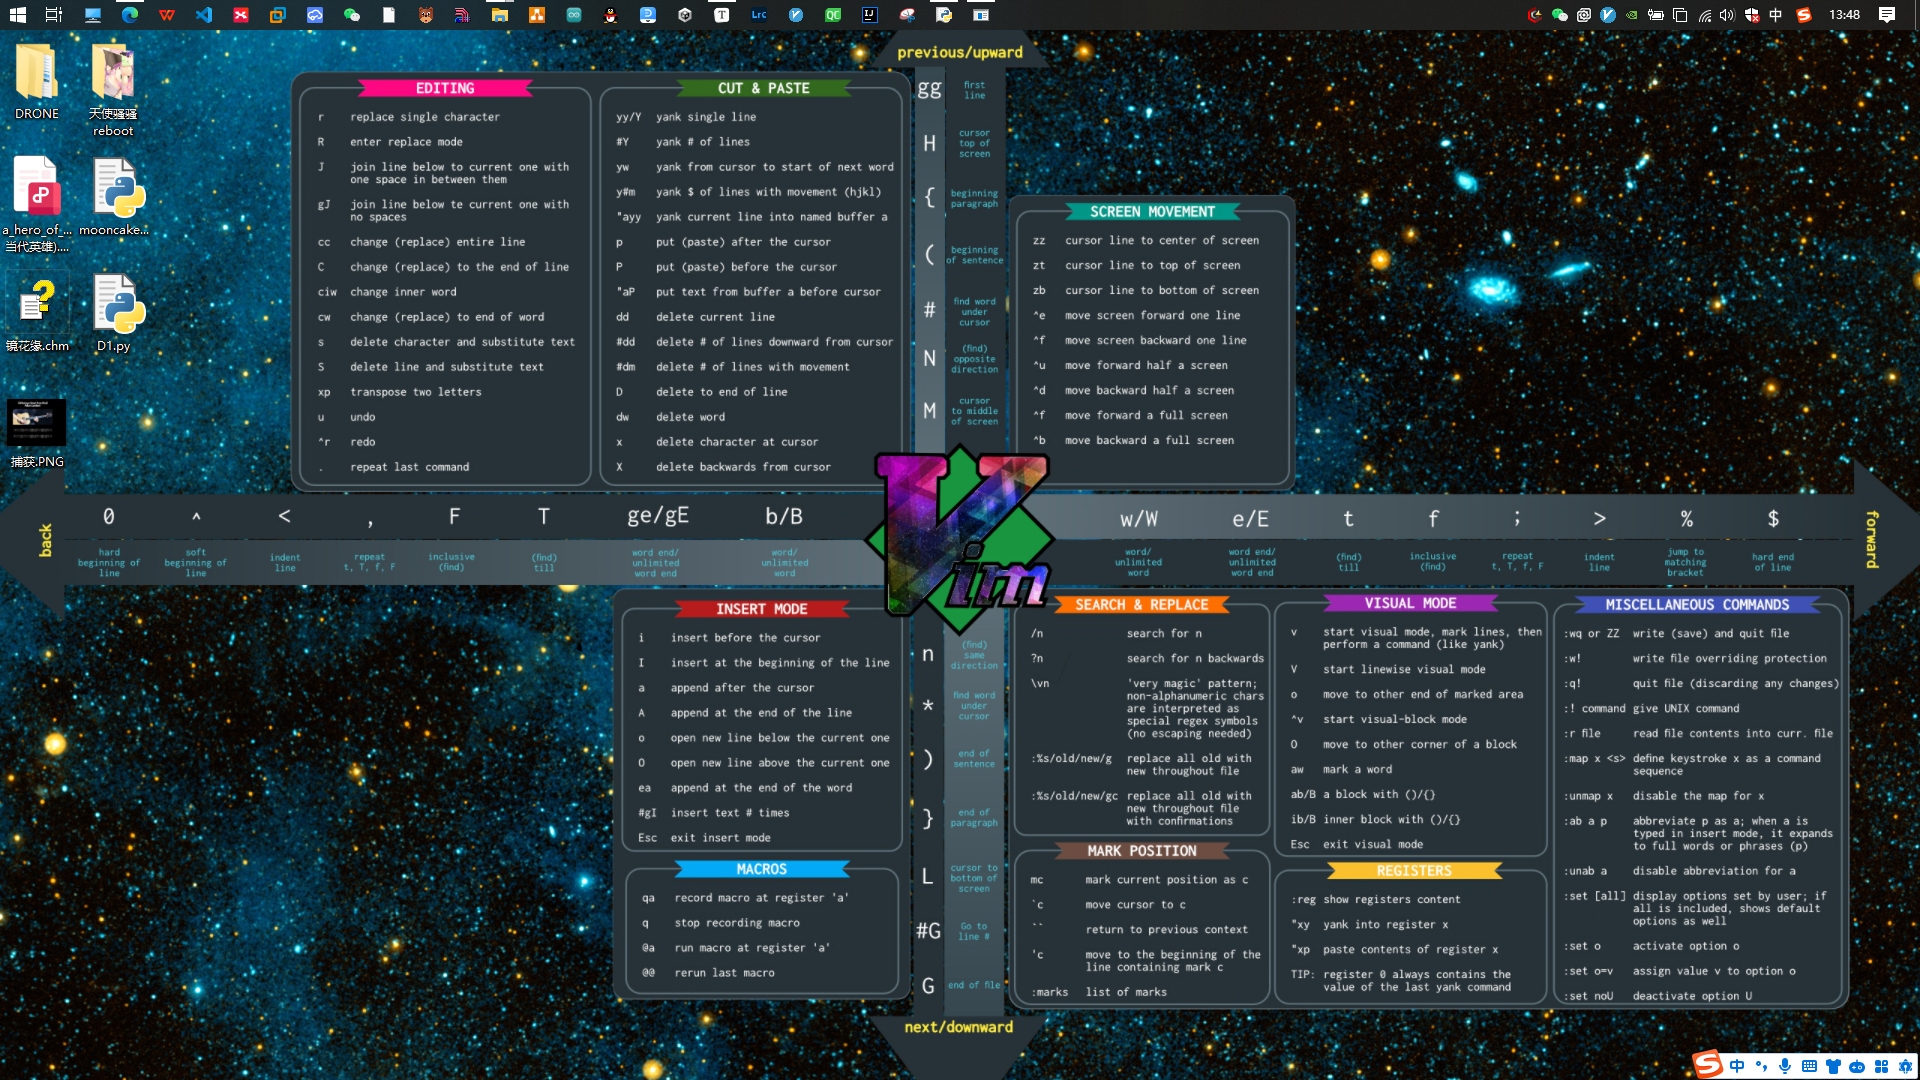 13:48
中
DRONE
天使骚骚
reboot
a_hero_of_...
当代英雄)....
mooncake...
镜花缘.chm
D1.py
捕获.PNG
previous/upward
gg first line
H cursor top of screen
{ beginning paragraph
( beginning of sentence
# find word under cursor
N (find) opposite direction
M cursor to middle of screen
EDITING
r replace single character
R enter replace mode
J join line below to current one with
one space in between them
gJ join line below te current one with
no spaces
cc change (replace) entire line
C change (replace) to the end of line
ciw change inner word
cw change (replace) to end of word
s delete character and substitute text
S delete line and substitute text
xp transpose two letters
u undo
^r redo
. repeat last command
CUT & PASTE
yy/Y yank single line
#Y yank # of lines
yw yank from cursor to start of next word
y#m yank $ of lines with movement (hjkl)
"ayy yank current line into named buffer a
p put (paste) after the cursor
P put (paste) before the cursor
"aP put text from buffer a before cursor
dd delete current line
#dd delete # of lines downward from cursor
#dm delete # of lines with movement
D delete to end of line
dw delete word
x delete character at cursor
X delete backwards from cursor
SCREEN MOVEMENT
zz cursor line to center of screen
zt cursor line to top of screen
zb cursor line to bottom of screen
^e move screen forward one line
^f move screen backward one line
^u move forward half a screen
^d move backward half a screen
^f move forward a full screen
^b move backward a full screen
back
0 hard beginning of line
^ soft beginning of line
< indent line
, repeat t, T, f, F
F inclusive (find)
T (find) till
ge/gE word end/ unlimited word end
b/B word/ unlimited word
Vim
w/W word/ unlimited word
e/E word end/ unlimited word end
t (find) till
f inclusive (find)
; repeat t, T, f, F
> indent line
% jump to matching bracket
$ hard end of line
forward
INSERT MODE
i insert before the cursor
I insert at the beginning of the line
a append after the cursor
A append at the end of the line
o open new line below the current one
O open new line above the current one
ea append at the end of the word
#gI insert text # times
Esc exit insert mode
MACROS
qa record macro at register 'a'
q stop recording macro
@a run macro at register 'a'
@@ rerun last macro
n (find) same direction
* find word under cursor
) end of sentence
} end of paragraph
L cursor to bottom of screen
#G Go to line #
G end of file
next/downward
SEARCH & REPLACE
/n search for n
?n search for n backwards
\vn 'very magic' pattern;
non-alphanumeric chars
are interpreted as
special regex symbols
(no escaping needed)
:%s/old/new/g replace all old with
new throughout file
:%s/old/new/gc replace all old with
new throughout file
with confirmations
MARK POSITION
mc mark current position as c
`c move cursor to c
`` return to previous context
'c move to the beginning of the
line containing mark c
:marks list of marks
VISUAL MODE
v start visual mode, mark lines, then
perform a command (like yank)
V start linewise visual mode
o move to other end of marked area
^v start visual-block mode
O move to other corner of a block
aw mark a word
ab/B a block with ()/{}
ib/B inner block with ()/{}
Esc exit visual mode
REGISTERS
:reg show registers content
"xy yank into register x
"xp paste contents of register x
TIP: register 0 always contains the
value of the last yank command
MISCELLANEOUS COMMANDS
:wq or ZZ write (save) and quit file
:w! write file overriding protection
:q! quit file (discarding any changes)
:! command give UNIX command
:r file read file contents into curr. file
:map x <s> define keystroke x as a command
sequence
:unmap x disable the map for x
:ab a p abbreviate p as a; when a is
typed in insert mode, it expands
to full words or phrases (p)
:unab a disable abbreviation for a
:set [all] display options set by user; if
all is included, shows default
options as well
:set o activate option o
:set o=v assign value v to option o
:set noU deactivate option U
中